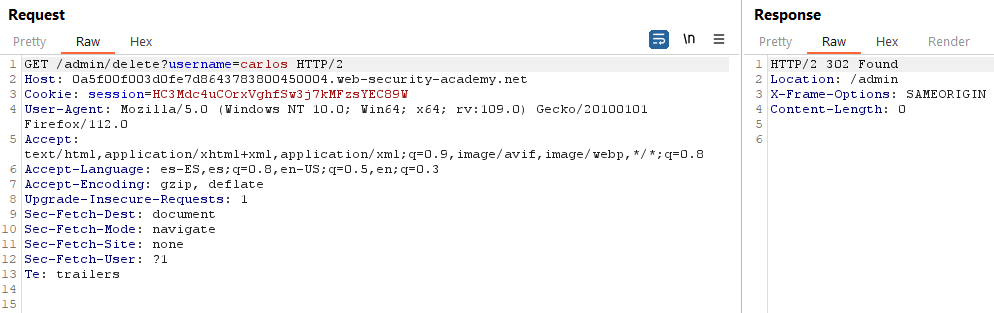 Request
Pretty Raw Hex
\n
1 GET /admin/delete?username=carlos HTTP/2
2 Host: 0a5f00f003d0fe7d8643783800450004.web-security-academy.net
3 Cookie: session=HC3Mdc4uCOrxVghfSw3j7kMFzsYEC89W
4 User-Agent: Mozilla/5.0 (Windows NT 10.0; Win64; x64; rv:109.0) Gecko/20100101
Firefox/112.0
5 Accept:
text/html,application/xhtml+xml,application/xml;q=0.9,image/avif,image/webp,*/*;q=0.8
6 Accept-Language: es-ES,es;q=0.8,en-US;q=0.5,en;q=0.3
7 Accept-Encoding: gzip, deflate
8 Upgrade-Insecure-Requests: 1
9 Sec-Fetch-Dest: document
10 Sec-Fetch-Mode: navigate
11 Sec-Fetch-Site: none
12 Sec-Fetch-User: ?1
13 Te: trailers
14
15
Response
Pretty Raw Hex Render
1 HTTP/2 302 Found
2 Location: /admin
3 X-Frame-Options: SAMEORIGIN
4 Content-Length: 0
5
6